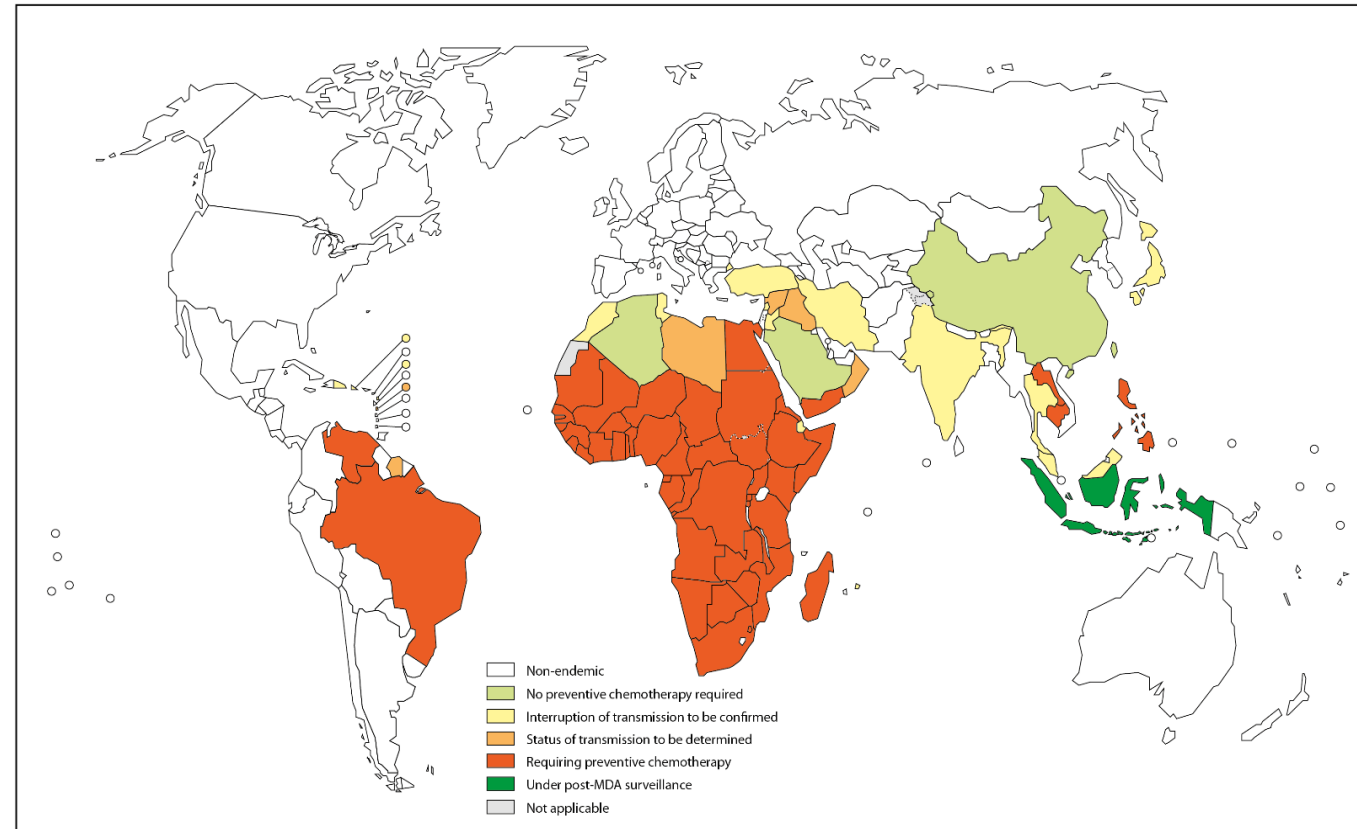 Non-endemic
No preventive chemotherapy required
Interruption of transmission to be confirmed
Status of transmission to be determined
Requiring preventive chemotherapy
Under post-MDA surveillance
Not applicable